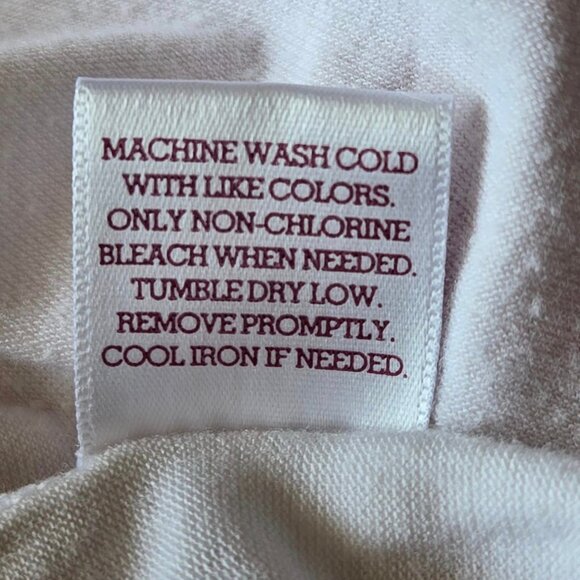 MACHINE WASH COLD
WITH LIKE COLORS.
ONLY NON-CHLORINE
BLEACH WHEN NEEDED.
TUMBLE DRY LOW.
REMOVE PROMPTLY.
COOL IRON IF NEEDED.